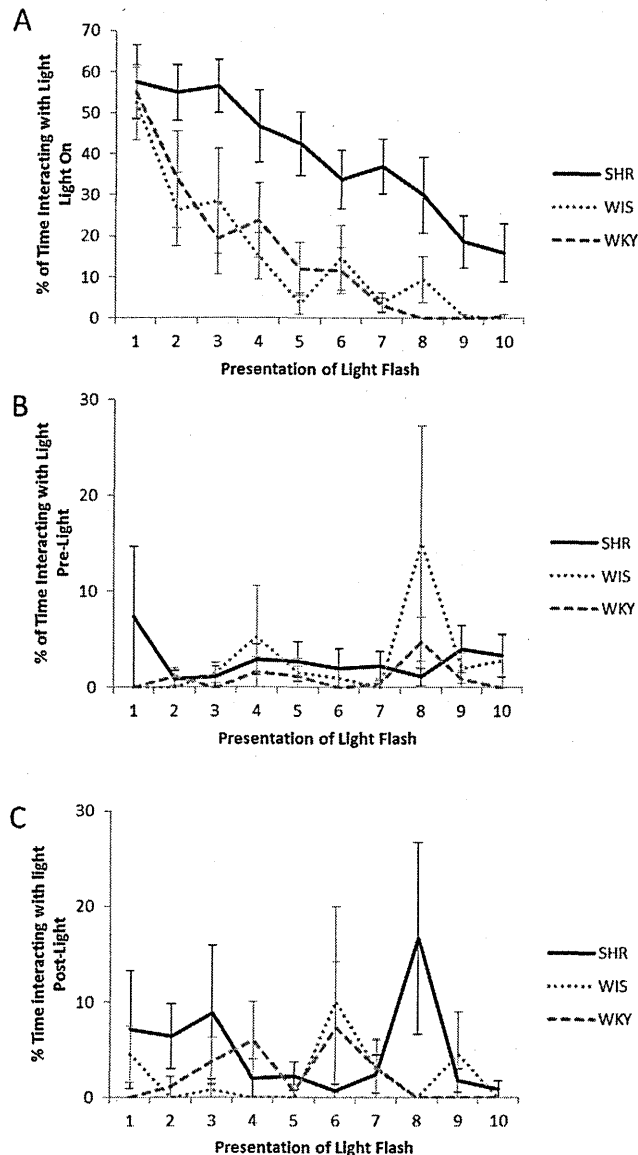 A
% of Time Interacting with Light
Light On
70
60
50
40
30
20
10
0
1 2 3 4 5 6 7 8 9 10
Presentation of Light Flash
SHR
WIS
WKY
B
% of Time Interacting with Light
Pre-Light
30
20
10
0
1 2 3 4 5 6 7 8 9 10
Presentation of Light Flash
SHR
WIS
WKY
C
% Time Interacting with light
Post-Light
30
20
10
0
1 2 3 4 5 6 7 8 9 10
Presentation of Light Flash
SHR
WIS
WKY